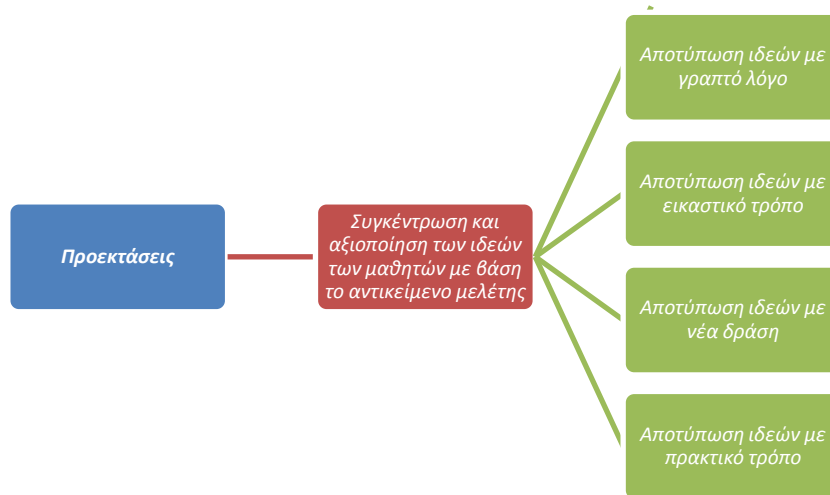 Προεκτάσεις
Συγκέντρωση και
αξιοποίηση των ιδεών
των μαθητών με βάση
το αντικείμενο μελέτης
Αποτύπωση ιδεών με
γραπτό λόγο
Αποτύπωση ιδεών με
εικαστικό τρόπο
Αποτύπωση ιδεών με
νέα δράση
Αποτύπωση ιδεών με
πρακτικό τρόπο